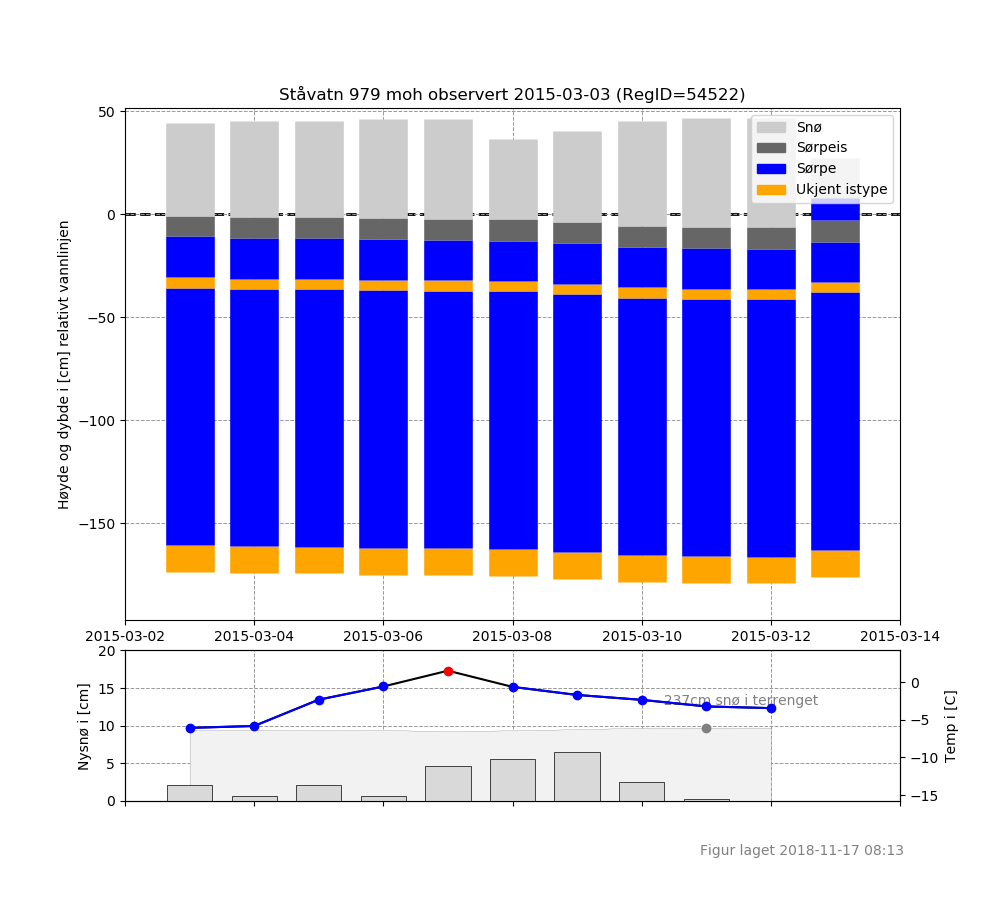 Ståvatn 979 moh observert 2015-03-03 (RegID=54522)
Høyde og dybde i [cm] relativt vannlinjen
50
0
−50
−100
−150
Snø
Sørpeis
Sørpe
Ukjent istype
2015-03-02 2015-03-04 2015-03-06 2015-03-08 2015-03-10 2015-03-12 2015-03-14
Nysnø i [cm]
20
15
10
5
0
237cm snø i terrenget
0
−5
−10
−15
Temp i [C]
Figur laget 2018-11-17 08:13